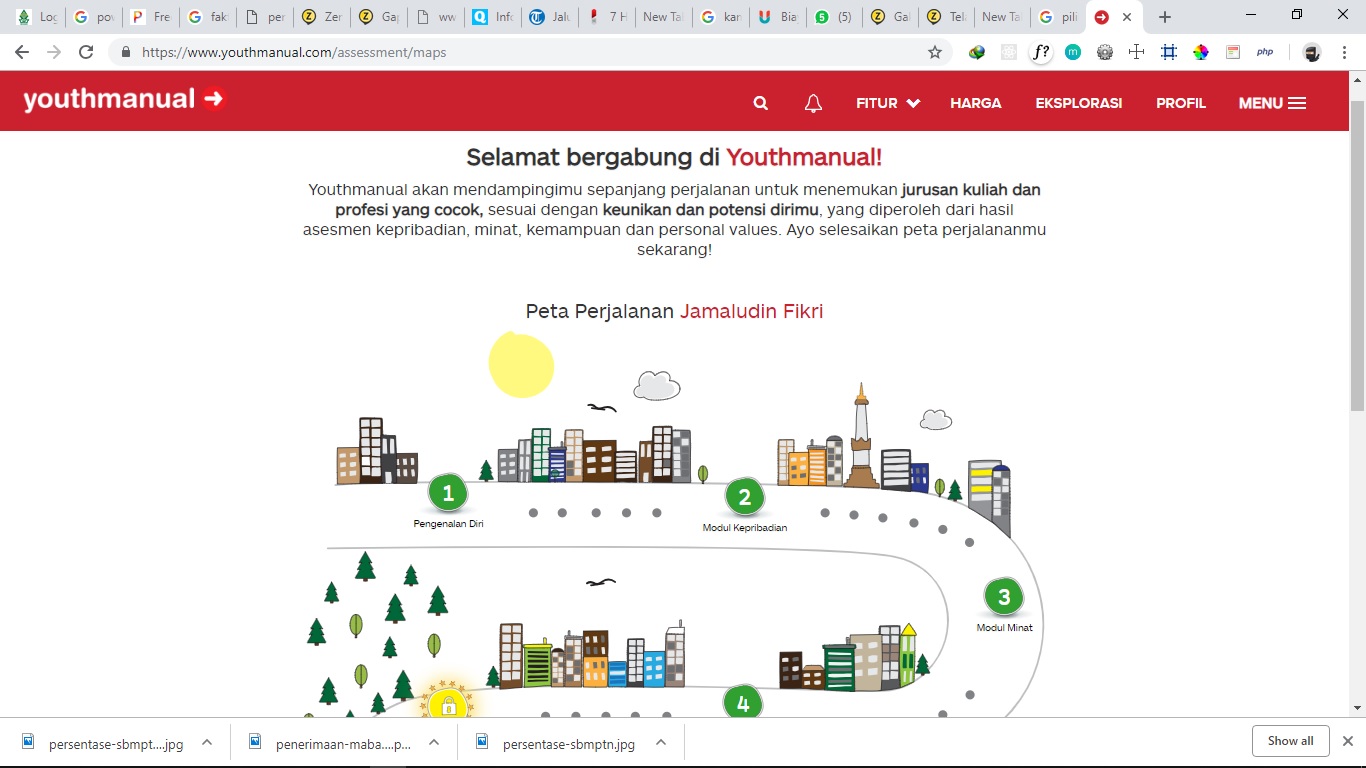 Log
pov
Fre
fakt
per
Zer
Gap
ww
Info
Jalu
7 H
New Ta
kam
Bia
(5)
Gal
Tel
New Ta
pili
https://www.youthmanual.com/assessment/maps
f?
m
php
youthmanual
FITUR
HARGA
EKSPLORASI
PROFIL
MENU
Selamat bergabung di Youthmanual!
Youthmanual akan mendampingimu sepanjang perjalanan untuk menemukan jurusan kuliah dan
profesi yang cocok, sesuai dengan keunikan dan potensi dirimu, yang diperoleh dari hasil
asesmen kepribadian, minat, kemampuan dan personal values. Ayo selesaikan peta perjalananmu
sekarang!
Peta Perjalanan Jamaludin Fikri
1
Pengenalan Diri
2
Modul Kepribadian
3
Modul Minat
4
persentase-sbmpt....jpg
penerimaan-maba....p...
persentase-sbmptn.jpg
Show all